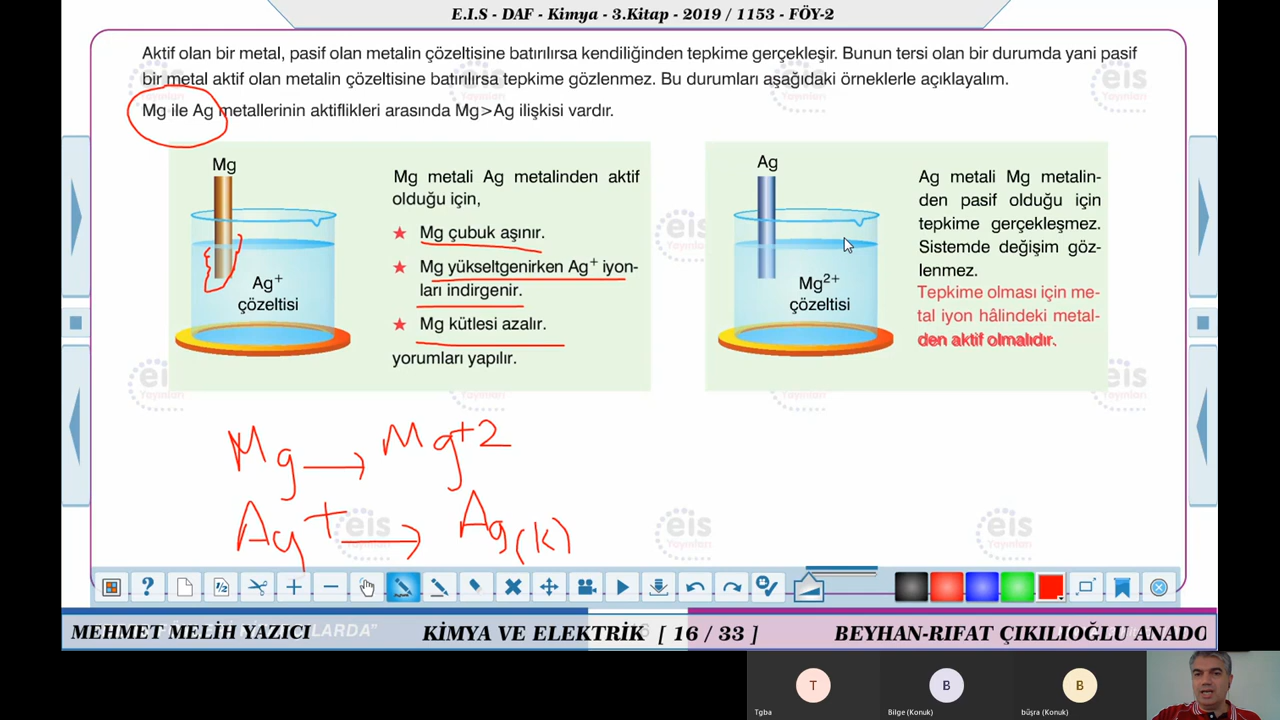 E.I.S - DAF - Kimya - 3.Kitap - 2019 / 1153 - FÖY-2
Aktif olan bir metal, pasif olan metalin çözeltisine batırılırsa kendiliğinden tepkime gerçekleşir. Bunun tersi olan bir durumda yani pasif
bir metal aktif olan metalin çözeltisine batırılırsa tepkime gözlenmez. Bu durumları aşağıdaki örneklerle açıklayalım.
Mg ile Ag metallerinin aktiflikleri arasında Mg>Ag ilişkisi vardır.
Mg
Ag⁺
çözeltisi
Mg metali Ag metalinden aktif
olduğu için,
★ Mg çubuk aşınır.
★ Mg yükseltgenirken Ag⁺ iyon-
ları indirgenir.
★ Mg kütlesi azalır.
yorumları yapılır.
Ag
Mg²⁺
çözeltisi
Ag metali Mg metalin-
den pasif olduğu için
tepkime gerçekleşmez.
Sistemde değişim göz-
lenmez.
Tepkime olması için me-
tal iyon hâlindeki metal-
den aktif olmalıdır.
Mg → Mg+2
Ag+ → Ag(k)
eis Yayınları
MEHMET MELİH YAZICI
KİMYA VE ELEKTRİK [ 16 / 33 ]
BEYHAN-RIFAT ÇIKILIOĞLU ANADO
T
Tgba
B
Bilge (Konuk)
B
büşra (Konuk)